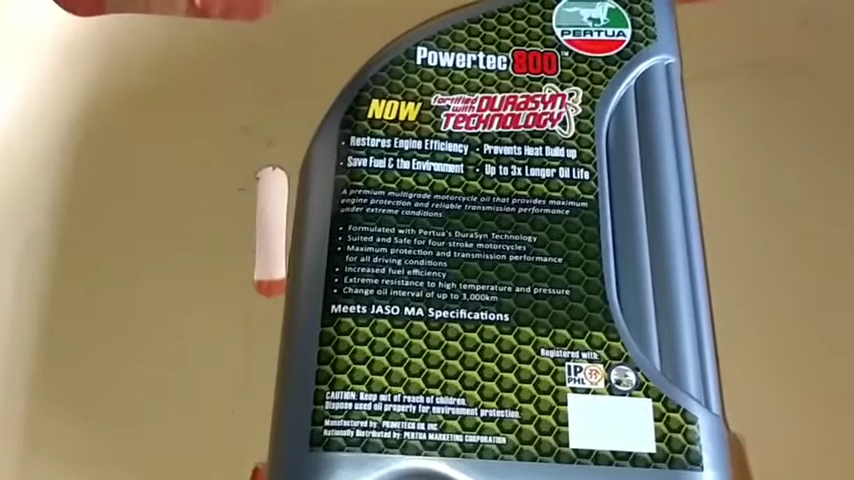 PERTUA
Powertec 800™
NOW fortified with DURASYN TECHNOLOGY
• Restores Engine Efficiency • Prevents Heat Build up
• Save Fuel & the Environment • Up to 3x Longer Oil Life
A premium multigrade motorcycle oil that provides maximum
engine protection and reliable transmission performance
under extreme conditions.
• Formulated with Pertua's DuraSyn Technology
• Suited and Safe for four-stroke motorcycles
• Maximum protection and transmission performance
for all driving conditions
• Increased fuel efficiency
• Extreme resistance to high temperature and pressure
• Change oil interval of up to 3,000km
Meets JASO MA Specifications
Registered with:
IP PHL
CAUTION: Keep out of reach of children.
Dispose used oil properly for environment protection.
Manufactured by: PRIMETECH OIL INC.
Nationally Distributed by: PERTUA MARKETING CORPORATION